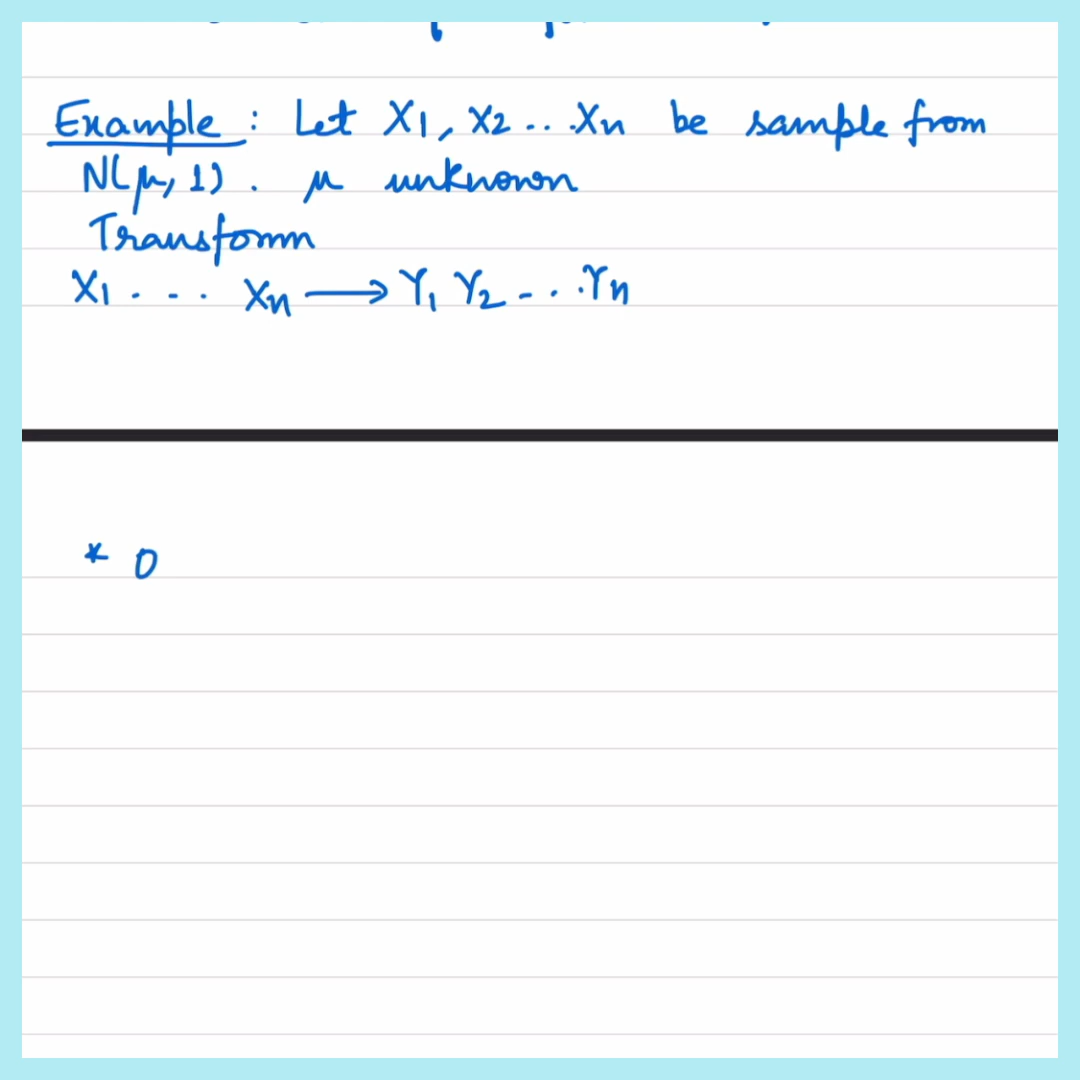 Example : Let X1, X2 .. .Xn be sample from
N(μ, 1) . μ unknown
Transform
X1 . . . Xn ⟶ Y1 Y2 - . . .Yn
* 0